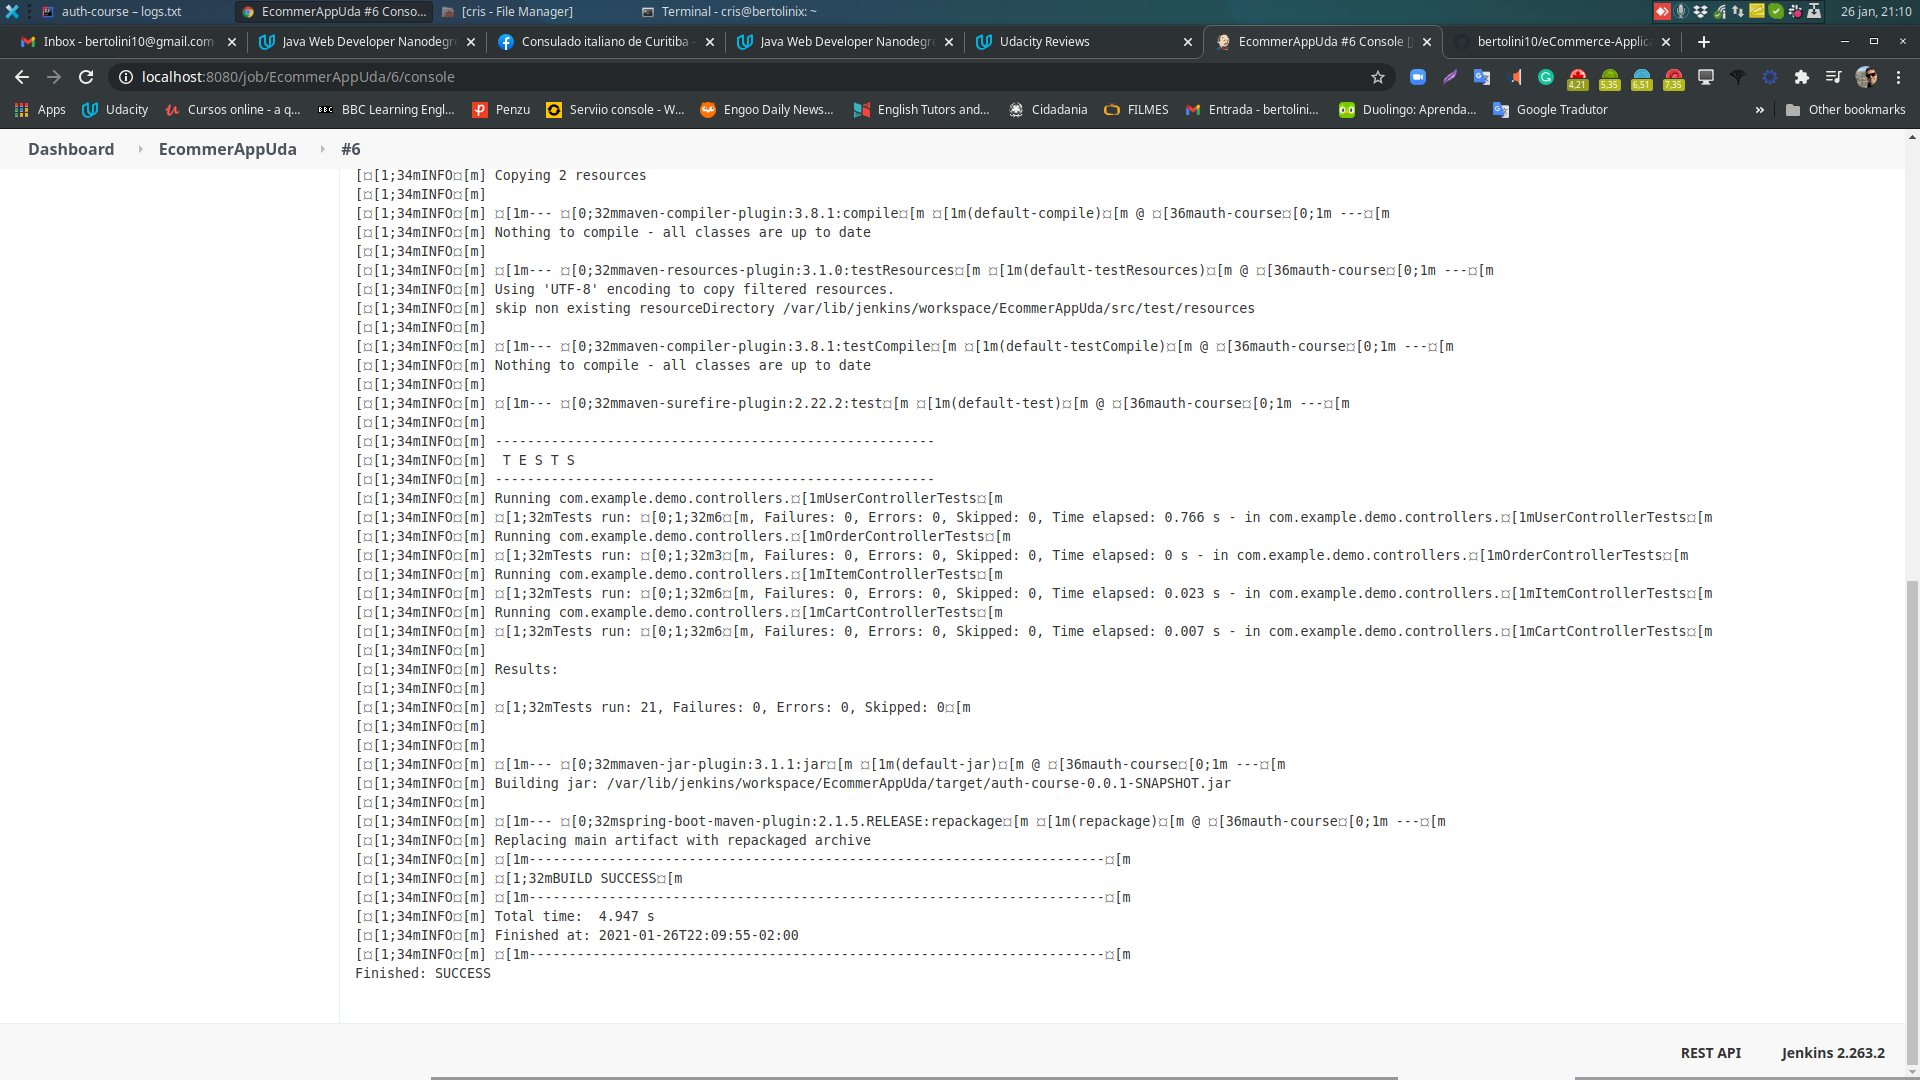 auth-course – logs.txt
EcommerAppUda #6 Conso...
[cris - File Manager]
Terminal - cris@bertolinix: ~
26 jan, 21:10
Inbox - bertolini10@gmail.com
Java Web Developer Nanodegre
Consulado italiano de Curitiba -
Java Web Developer Nanodegre
Udacity Reviews
EcommerAppUda #6 Console [
bertolini10/eCommerce-Applic
localhost:8080/job/EcommerAppUda/6/console
4,21
5,35
6,51
7,35
Apps
Udacity
Cursos online - a q...
BBC Learning Engl...
Penzu
Serviio console - W...
Engoo Daily News...
English Tutors and...
Cidadania
FILMES
Entrada - bertolini...
Duolingo: Aprenda...
Google Tradutor
»
Other bookmarks
Dashboard
EcommerAppUda
#6
[¤[1;34mINFO¤[m] Copying 2 resources
[¤[1;34mINFO¤[m]
[¤[1;34mINFO¤[m] ¤[1m--- ¤[0;32mmaven-compiler-plugin:3.8.1:compile¤[m ¤[1m(default-compile)¤[m @ ¤[36mauth-course¤[0;1m ---¤[m
[¤[1;34mINFO¤[m] Nothing to compile - all classes are up to date
[¤[1;34mINFO¤[m]
[¤[1;34mINFO¤[m] ¤[1m--- ¤[0;32mmaven-resources-plugin:3.1.0:testResources¤[m ¤[1m(default-testResources)¤[m @ ¤[36mauth-course¤[0;1m ---¤[m
[¤[1;34mINFO¤[m] Using 'UTF-8' encoding to copy filtered resources.
[¤[1;34mINFO¤[m] skip non existing resourceDirectory /var/lib/jenkins/workspace/EcommerAppUda/src/test/resources
[¤[1;34mINFO¤[m]
[¤[1;34mINFO¤[m] ¤[1m--- ¤[0;32mmaven-compiler-plugin:3.8.1:testCompile¤[m ¤[1m(default-testCompile)¤[m @ ¤[36mauth-course¤[0;1m ---¤[m
[¤[1;34mINFO¤[m] Nothing to compile - all classes are up to date
[¤[1;34mINFO¤[m]
[¤[1;34mINFO¤[m] ¤[1m--- ¤[0;32mmaven-surefire-plugin:2.22.2:test¤[m ¤[1m(default-test)¤[m @ ¤[36mauth-course¤[0;1m ---¤[m
[¤[1;34mINFO¤[m]
[¤[1;34mINFO¤[m] -------------------------------------------------------
[¤[1;34mINFO¤[m]  T E S T S
[¤[1;34mINFO¤[m] -------------------------------------------------------
[¤[1;34mINFO¤[m] Running com.example.demo.controllers.¤[1mUserControllerTests¤[m
[¤[1;34mINFO¤[m] ¤[1;32mTests run: ¤[0;1;32m6¤[m, Failures: 0, Errors: 0, Skipped: 0, Time elapsed: 0.766 s - in com.example.demo.controllers.¤[1mUserControllerTests¤[m
[¤[1;34mINFO¤[m] Running com.example.demo.controllers.¤[1mOrderControllerTests¤[m
[¤[1;34mINFO¤[m] ¤[1;32mTests run: ¤[0;1;32m3¤[m, Failures: 0, Errors: 0, Skipped: 0, Time elapsed: 0 s - in com.example.demo.controllers.¤[1mOrderControllerTests¤[m
[¤[1;34mINFO¤[m] Running com.example.demo.controllers.¤[1mItemControllerTests¤[m
[¤[1;34mINFO¤[m] ¤[1;32mTests run: ¤[0;1;32m6¤[m, Failures: 0, Errors: 0, Skipped: 0, Time elapsed: 0.023 s - in com.example.demo.controllers.¤[1mItemControllerTests¤[m
[¤[1;34mINFO¤[m] Running com.example.demo.controllers.¤[1mCartControllerTests¤[m
[¤[1;34mINFO¤[m] ¤[1;32mTests run: ¤[0;1;32m6¤[m, Failures: 0, Errors: 0, Skipped: 0, Time elapsed: 0.007 s - in com.example.demo.controllers.¤[1mCartControllerTests¤[m
[¤[1;34mINFO¤[m]
[¤[1;34mINFO¤[m] Results:
[¤[1;34mINFO¤[m]
[¤[1;34mINFO¤[m] ¤[1;32mTests run: 21, Failures: 0, Errors: 0, Skipped: 0¤[m
[¤[1;34mINFO¤[m]
[¤[1;34mINFO¤[m]
[¤[1;34mINFO¤[m] ¤[1m--- ¤[0;32mmaven-jar-plugin:3.1.1:jar¤[m ¤[1m(default-jar)¤[m @ ¤[36mauth-course¤[0;1m ---¤[m
[¤[1;34mINFO¤[m] Building jar: /var/lib/jenkins/workspace/EcommerAppUda/target/auth-course-0.0.1-SNAPSHOT.jar
[¤[1;34mINFO¤[m]
[¤[1;34mINFO¤[m] ¤[1m--- ¤[0;32mspring-boot-maven-plugin:2.1.5.RELEASE:repackage¤[m ¤[1m(repackage)¤[m @ ¤[36mauth-course¤[0;1m ---¤[m
[¤[1;34mINFO¤[m] Replacing main artifact with repackaged archive
[¤[1;34mINFO¤[m] ¤[1m------------------------------------------------------------------------¤[m
[¤[1;34mINFO¤[m] ¤[1;32mBUILD SUCCESS¤[m
[¤[1;34mINFO¤[m] ¤[1m------------------------------------------------------------------------¤[m
[¤[1;34mINFO¤[m] Total time:  4.947 s
[¤[1;34mINFO¤[m] Finished at: 2021-01-26T22:09:55-02:00
[¤[1;34mINFO¤[m] ¤[1m------------------------------------------------------------------------¤[m
Finished: SUCCESS
REST API
Jenkins 2.263.2